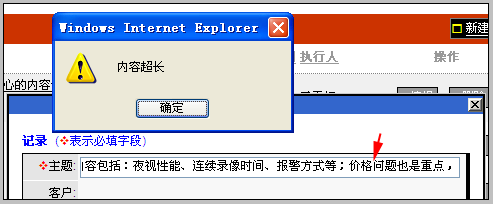 Windows Internet Explorer
新建
执行人
操作
内容超长
心的内容
确定
记录 (❖表示必填字段)
❖主题: 容包括：夜视性能、连续录像时间、报警方式等；价格问题也是重点，
客户: